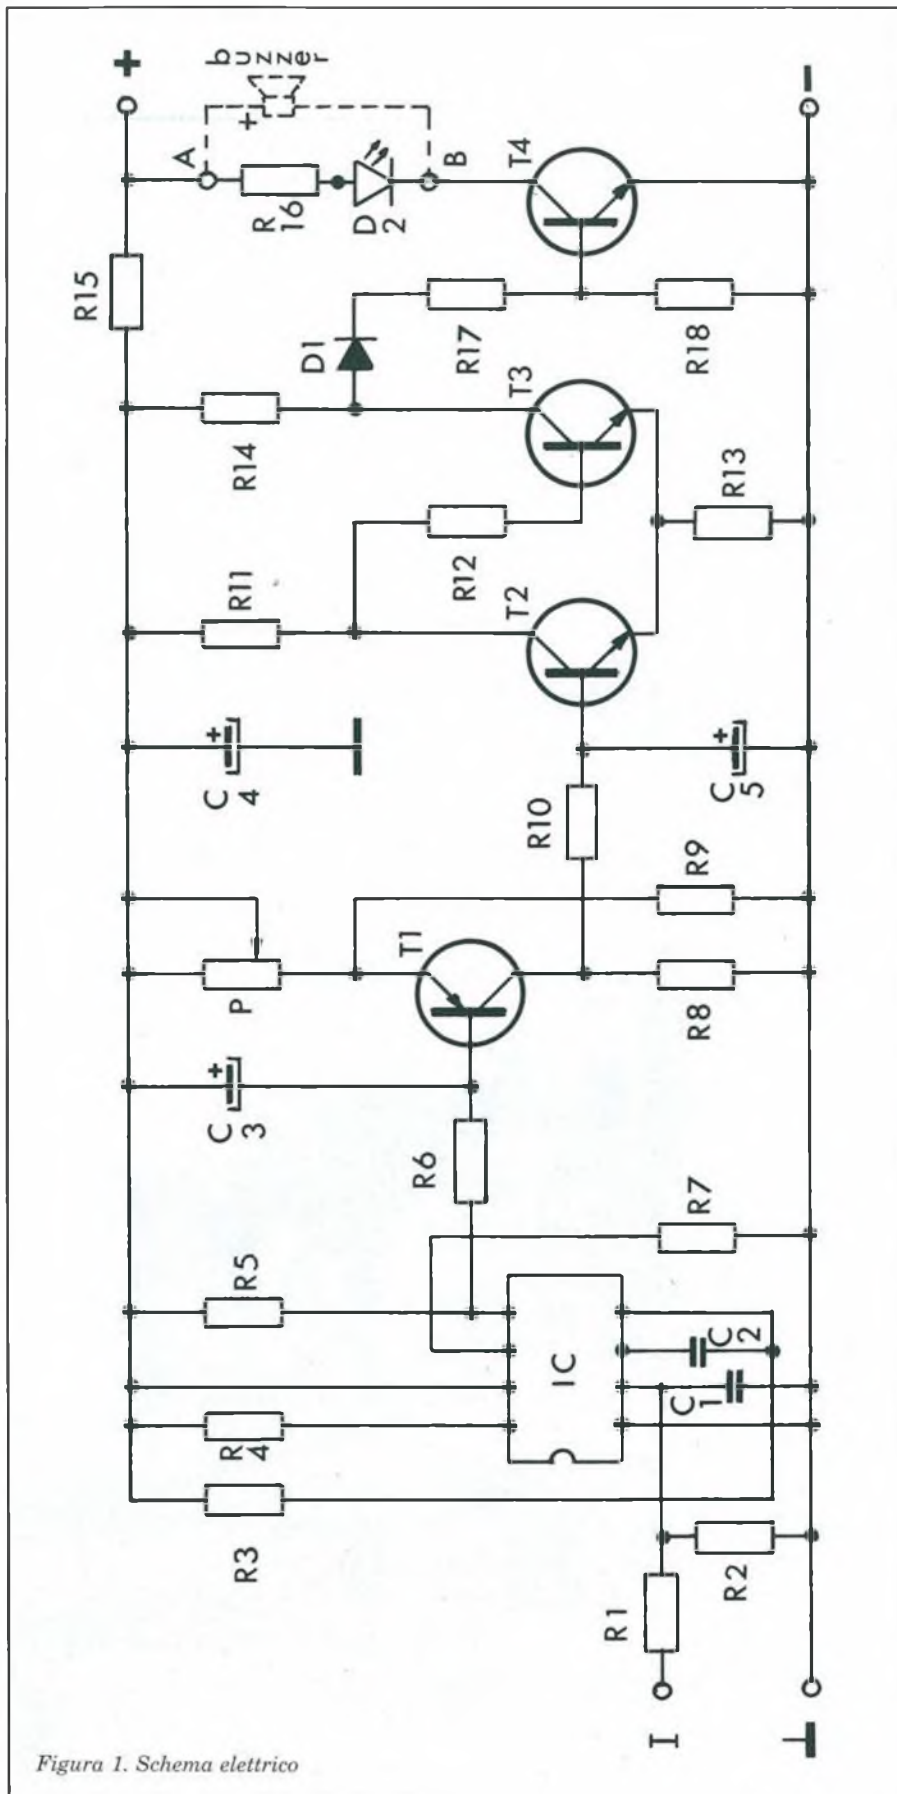 +
buzzer
+
A
R16
D2
B
T4
−
R15
D1
R17
R18
R14
T3
R12
R13
R11
T2
C4
+
C5
+
R10
R9
P
T1
R8
C3
+
R6
R7
R5
IC
C2
C1
R4
R3
R2
R1
I
⊥
Figura 1. Schema elettrico